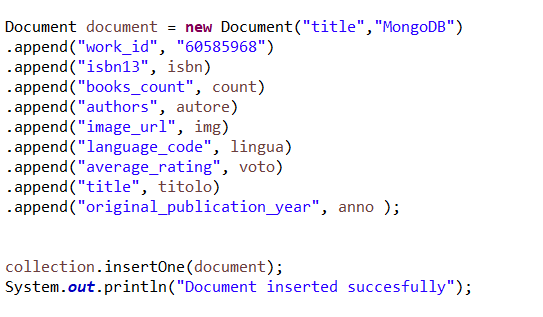 Document document = new Document("title","MongoDB")
.append("work_id", "60585968")
.append("isbn13", isbn)
.append("books_count", count)
.append("authors", autore)
.append("image_url", img)
.append("language_code", lingua)
.append("average_rating", voto)
.append("title", titolo)
.append("original_publication_year", anno );
collection.insertOne(document);
System.out.println("Document inserted succesfully");